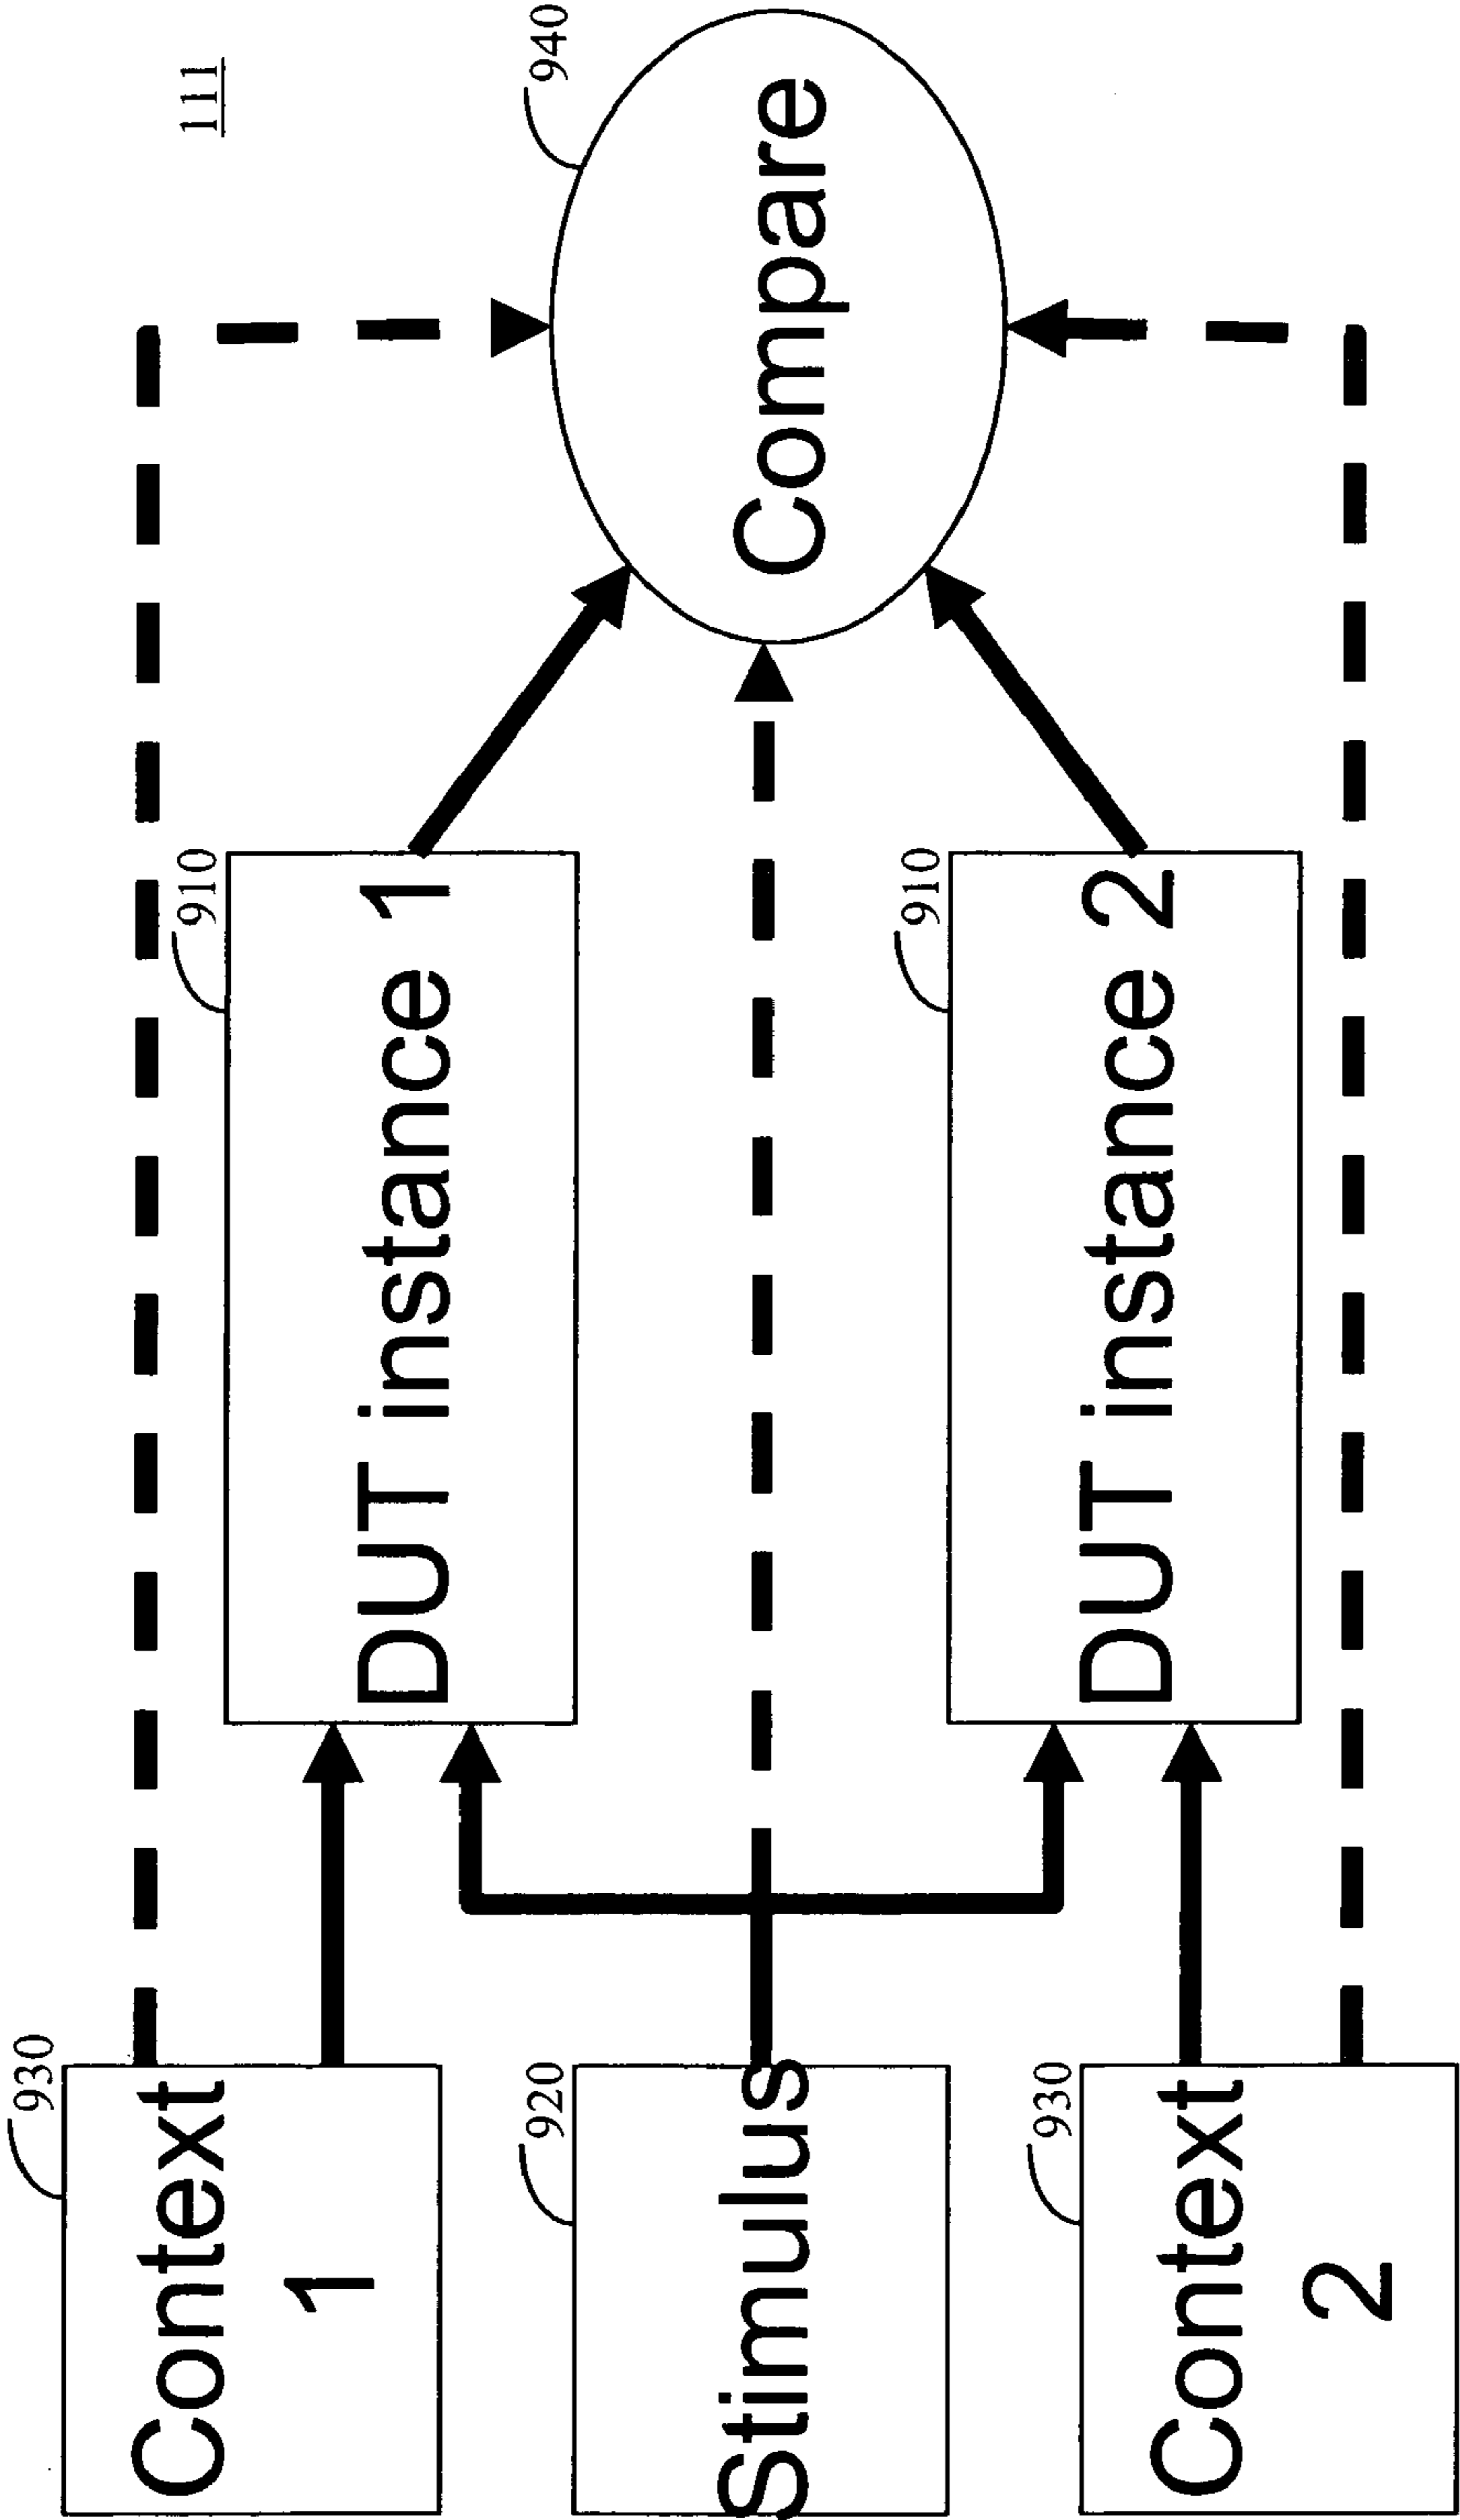 111
930
Context
1
910
DUT instance 1
940
Compare
920
Stimulus
930
Context
2
910
DUT instance 2